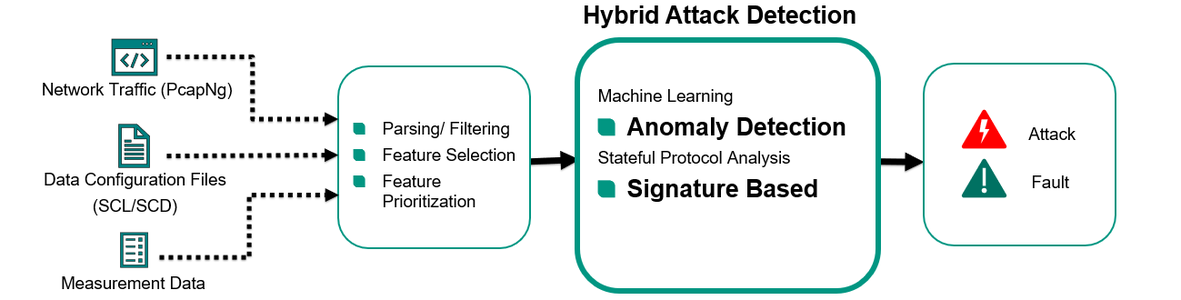 Hybrid Attack Detection
Network Traffic (PcapNg)
Data Configuration Files
(SCL/SCD)
Measurement Data
Parsing/ Filtering
Feature Selection
Feature
Prioritization
Machine Learning
Anomaly Detection
Stateful Protocol Analysis
Signature Based
Attack
Fault